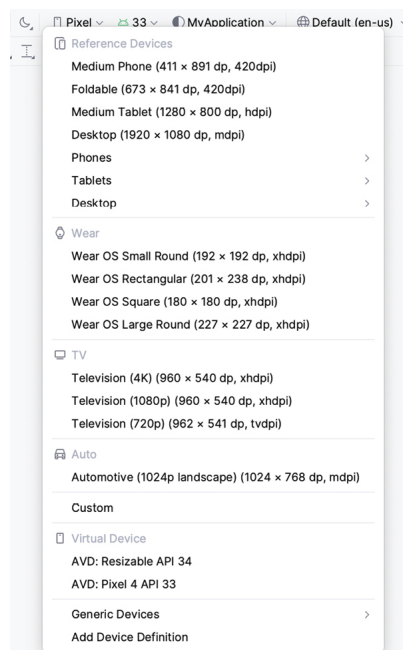 Pixel 33 MyApplication Default (en-us)
Reference Devices
Medium Phone (411 × 891 dp, 420dpi)
Foldable (673 × 841 dp, 420dpi)
Medium Tablet (1280 × 800 dp, hdpi)
Desktop (1920 × 1080 dp, mdpi)
Phones
Tablets
Desktop
Wear
Wear OS Small Round (192 × 192 dp, xhdpi)
Wear OS Rectangular (201 × 238 dp, xhdpi)
Wear OS Square (180 × 180 dp, xhdpi)
Wear OS Large Round (227 × 227 dp, xhdpi)
TV
Television (4K) (960 × 540 dp, xhdpi)
Television (1080p) (960 × 540 dp, xhdpi)
Television (720p) (962 × 541 dp, tvdpi)
Auto
Automotive (1024p landscape) (1024 × 768 dp, mdpi)
Custom
Virtual Device
AVD: Resizable API 34
AVD: Pixel 4 API 33
Generic Devices
Add Device Definition